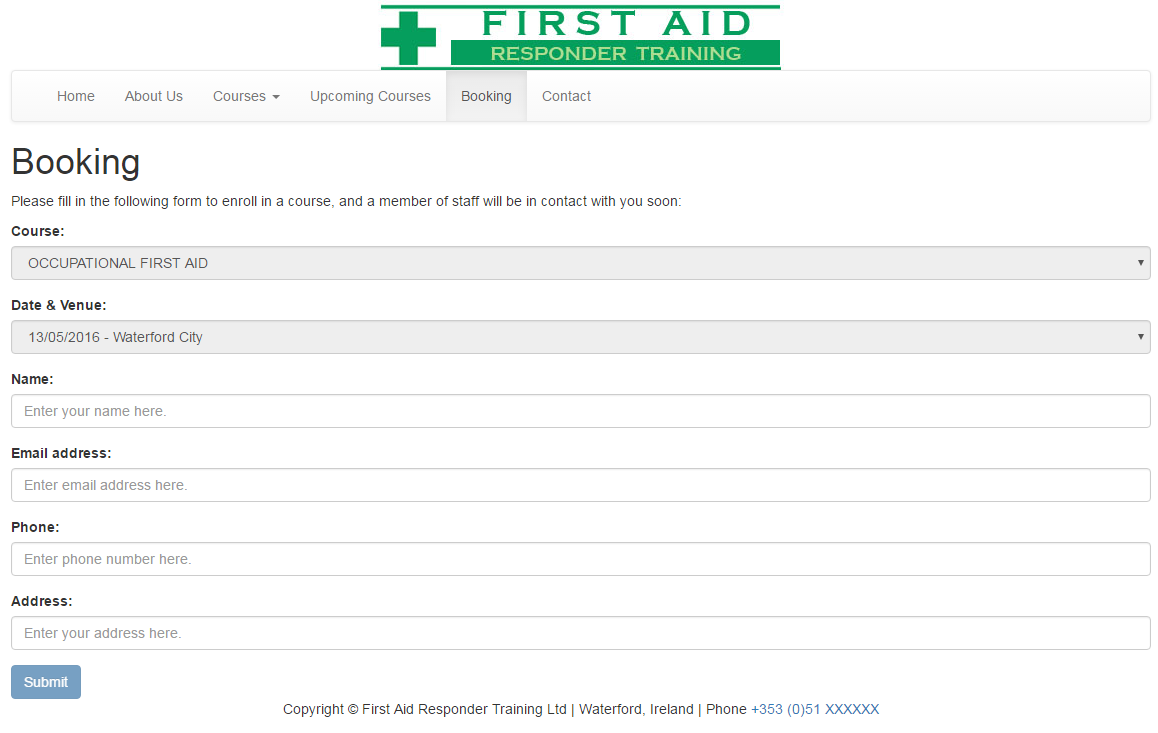 FIRST AID
RESPONDER TRAINING
Home About Us Courses Upcoming Courses Booking Contact
Booking
Please fill in the following form to enroll in a course, and a member of staff will be in contact with you soon:
Course:
OCCUPATIONAL FIRST AID
Date & Venue:
13/05/2016 - Waterford City
Name:
Enter your name here.
Email address:
Enter email address here.
Phone:
Enter phone number here.
Address:
Enter your address here.
Submit
Copyright © First Aid Responder Training Ltd | Waterford, Ireland | Phone +353 (0)51 XXXXXX